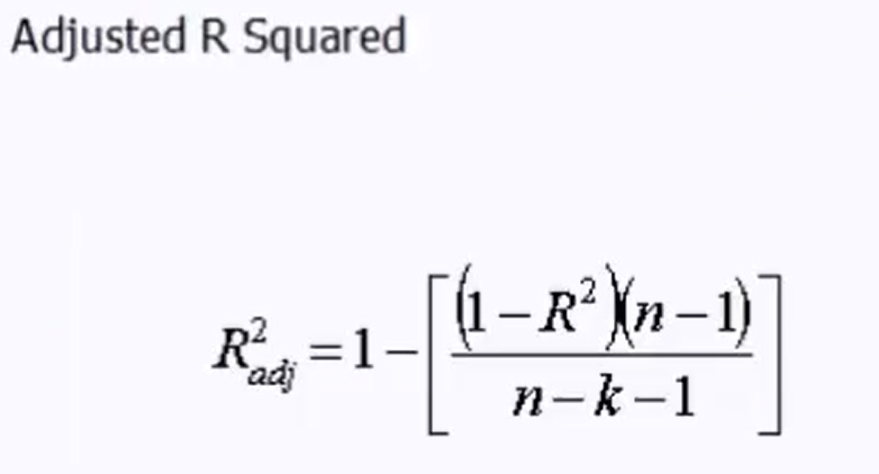 Adjusted R Squared
R²adj = 1 − [(1 − R²)(n − 1) / n − k − 1]